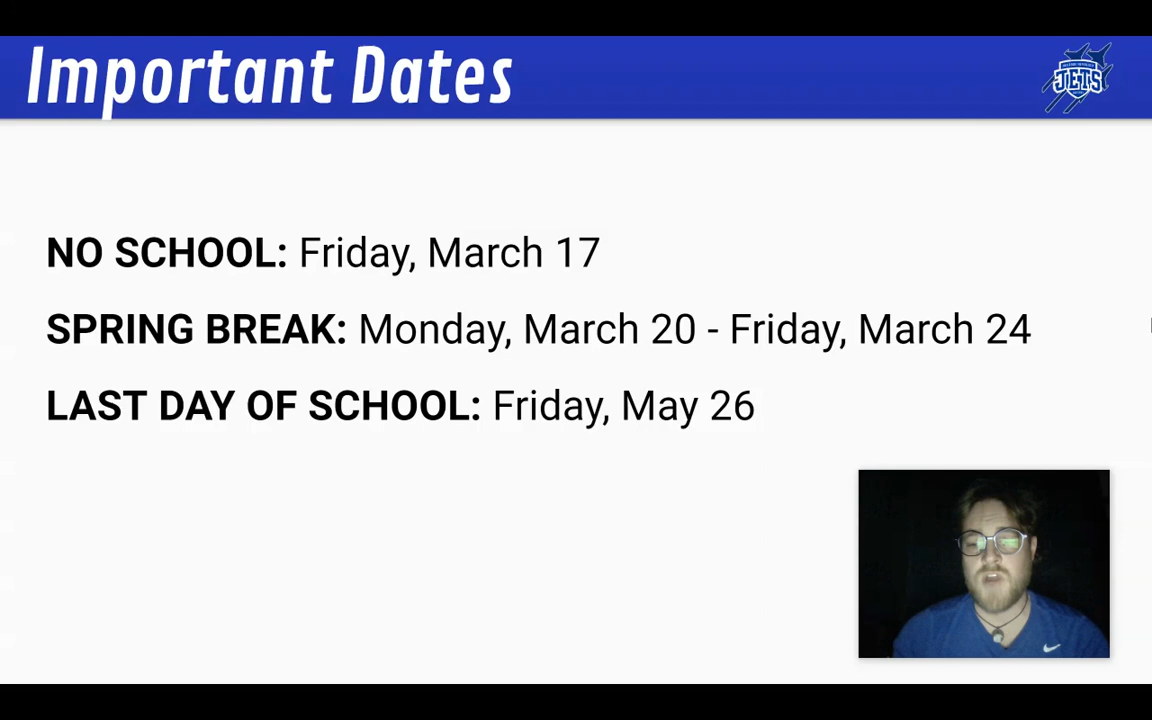 Important Dates
JETS
NO SCHOOL: Friday, March 17
SPRING BREAK: Monday, March 20 - Friday, March 24
LAST DAY OF SCHOOL: Friday, May 26